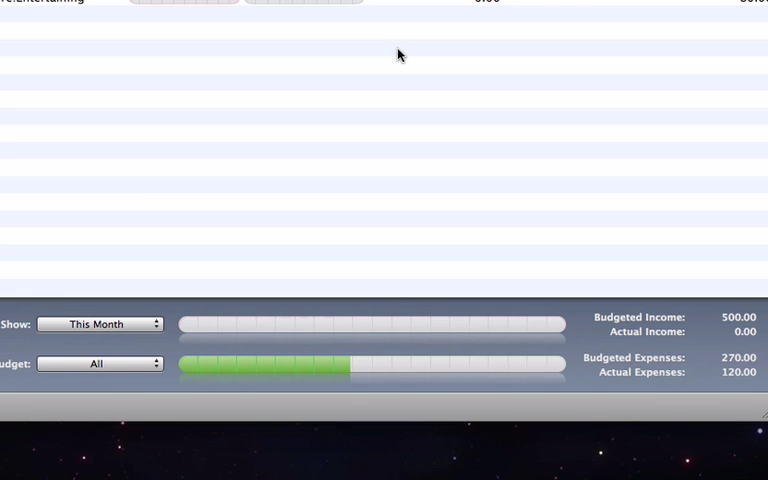 Show: This Month
Budgeted Income: 500.00
Actual Income: 0.00
All
Budgeted Expenses: 270.00
Actual Expenses: 120.00